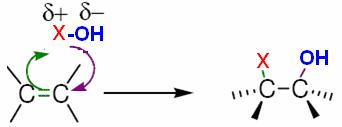 δ+ δ−
X-OH
C=C
X OH
C-C